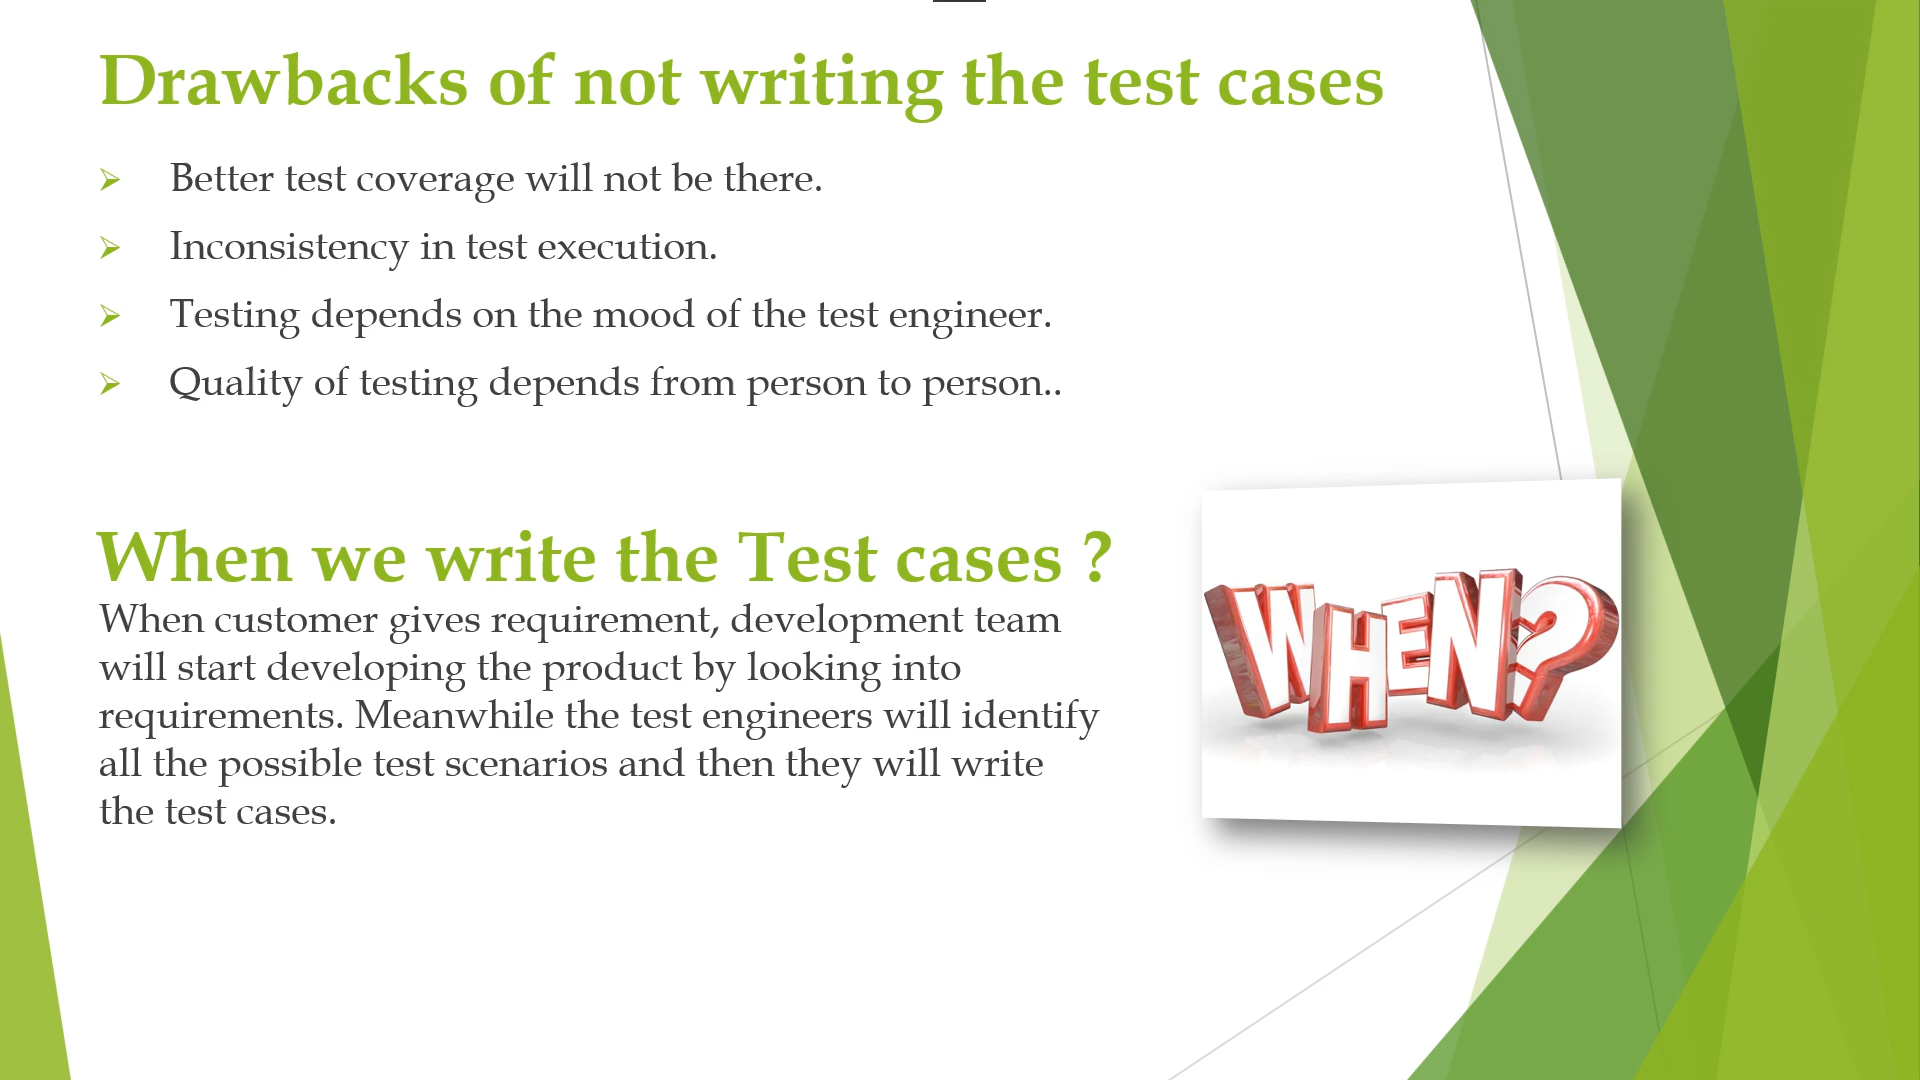 Drawbacks of not writing the test cases
Better test coverage will not be there.
Inconsistency in test execution.
Testing depends on the mood of the test engineer.
Quality of testing depends from person to person..
When we write the Test cases ?
When customer gives requirement, development team
will start developing the product by looking into
requirements. Meanwhile the test engineers will identify
all the possible test scenarios and then they will write
the test cases.
WHEN?